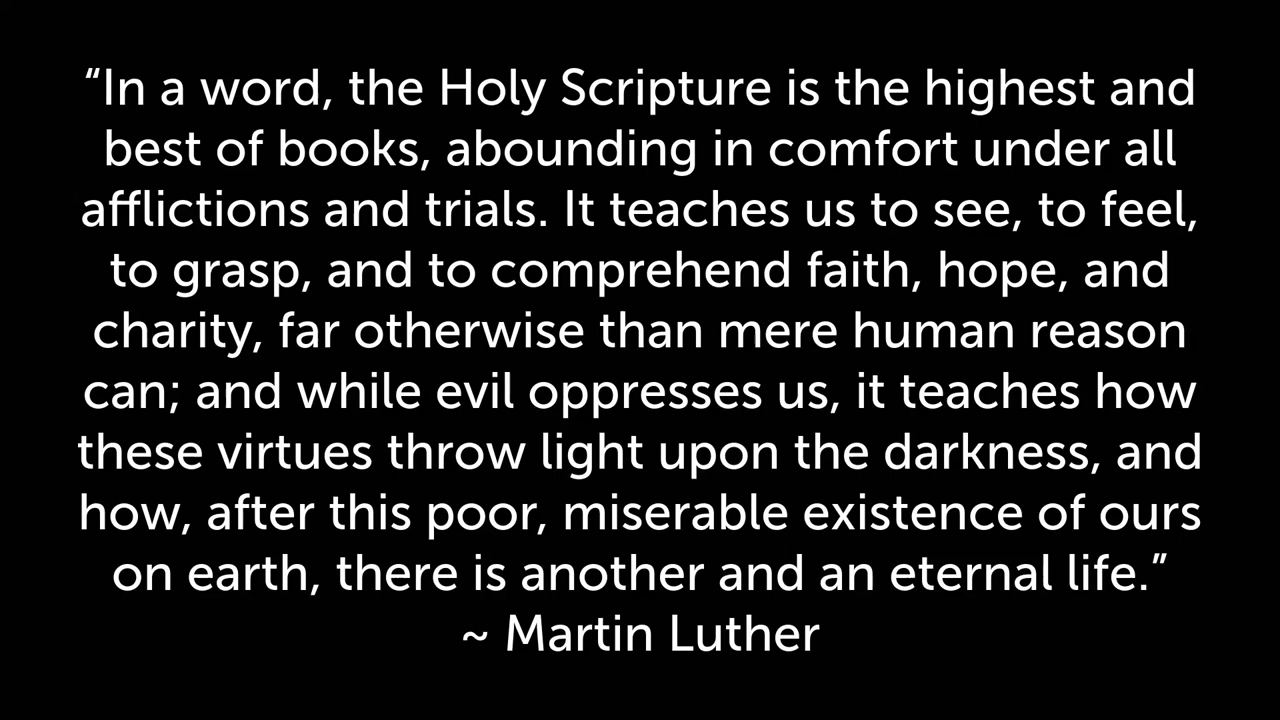 “In a word, the Holy Scripture is the highest and
best of books, abounding in comfort under all
afflictions and trials. It teaches us to see, to feel,
to grasp, and to comprehend faith, hope, and
charity, far otherwise than mere human reason
can; and while evil oppresses us, it teaches how
these virtues throw light upon the darkness, and
how, after this poor, miserable existence of ours
on earth, there is another and an eternal life.”
~ Martin Luther